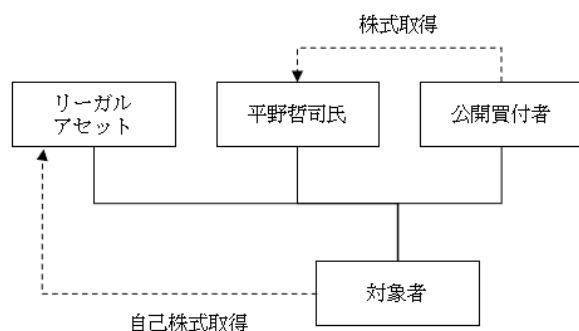 株式取得
リーガル
アセット
平野哲司氏
公開買付者
対象者
自己株式取得